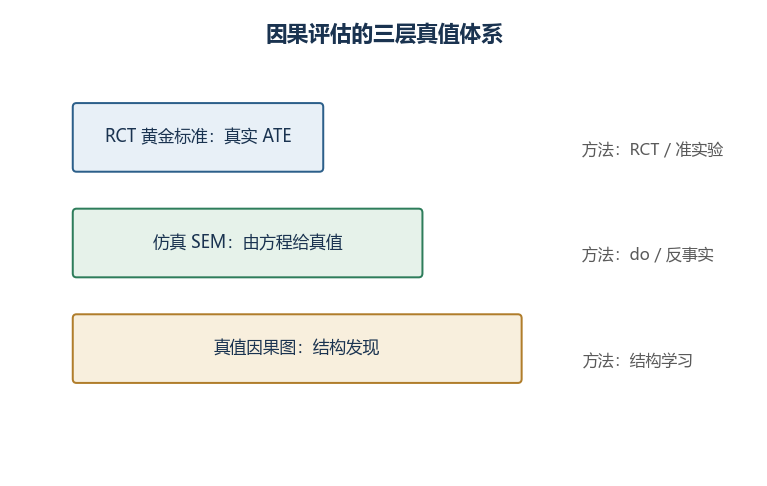 因果评估的三层真值体系
RCT 黄金标准：真实 ATE
方法：RCT / 准实验
仿真 SEM：由方程给真值
方法：do / 反事实
真值因果图：结构发现
方法：结构学习